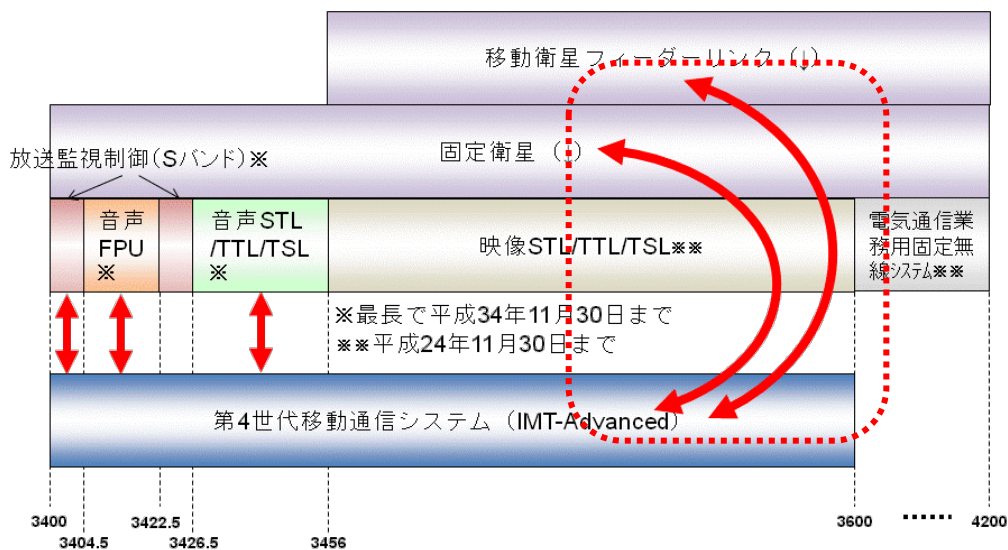 移動衛星フィーダーリンク（↓）
固定衛星（↓）
放送監視制御（Sバンド）※
音声
FPU
※
音声STL
/TTL/TSL
※
映像STL/TTL/TSL※※
電気通信業
務用固定無
線システム※※
※最長で平成34年11月30日まで
※※平成24年11月30日まで
第4世代移動通信システム（IMT-Advanced）
3400
3404.5
3422.5
3426.5
3456
3600
……
4200